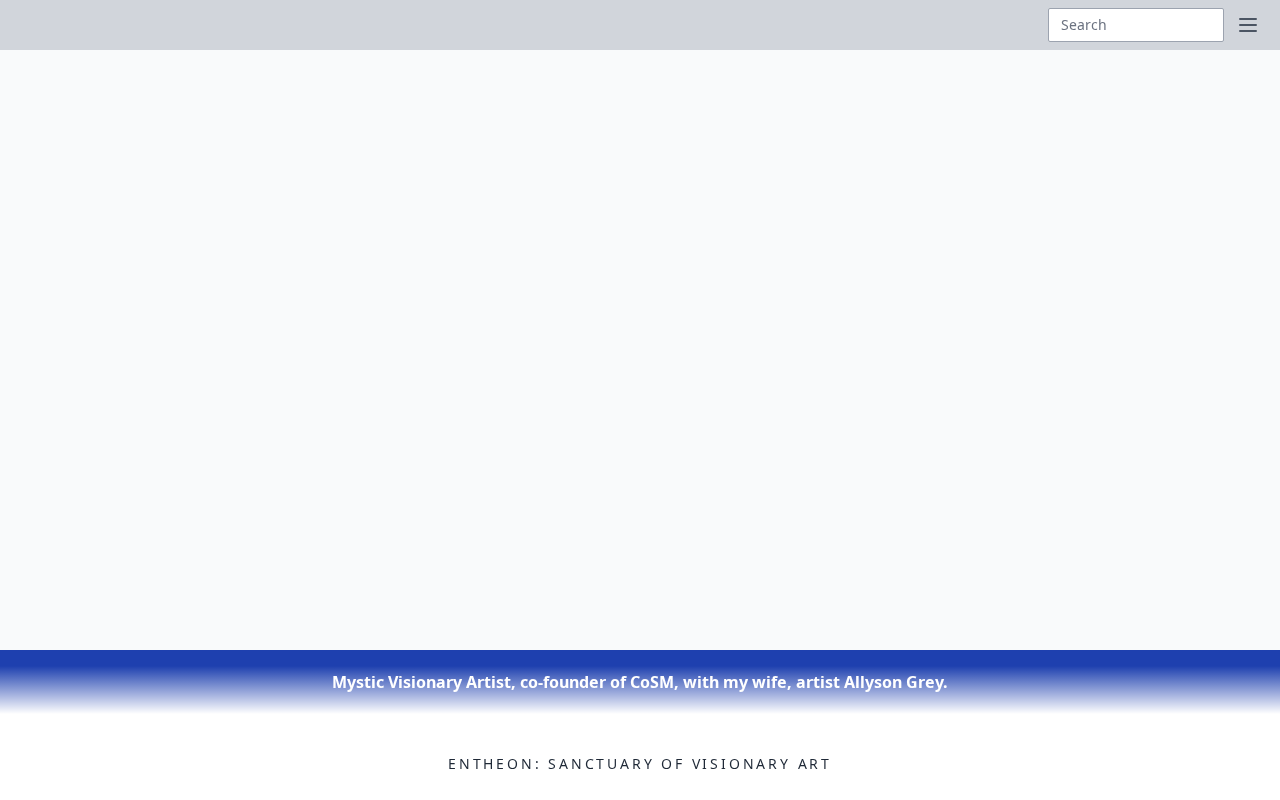 Search
Mystic Visionary Artist, co-founder of CoSM, with my wife, artist Allyson Grey.
ENTHEON: SANCTUARY OF VISIONARY ART